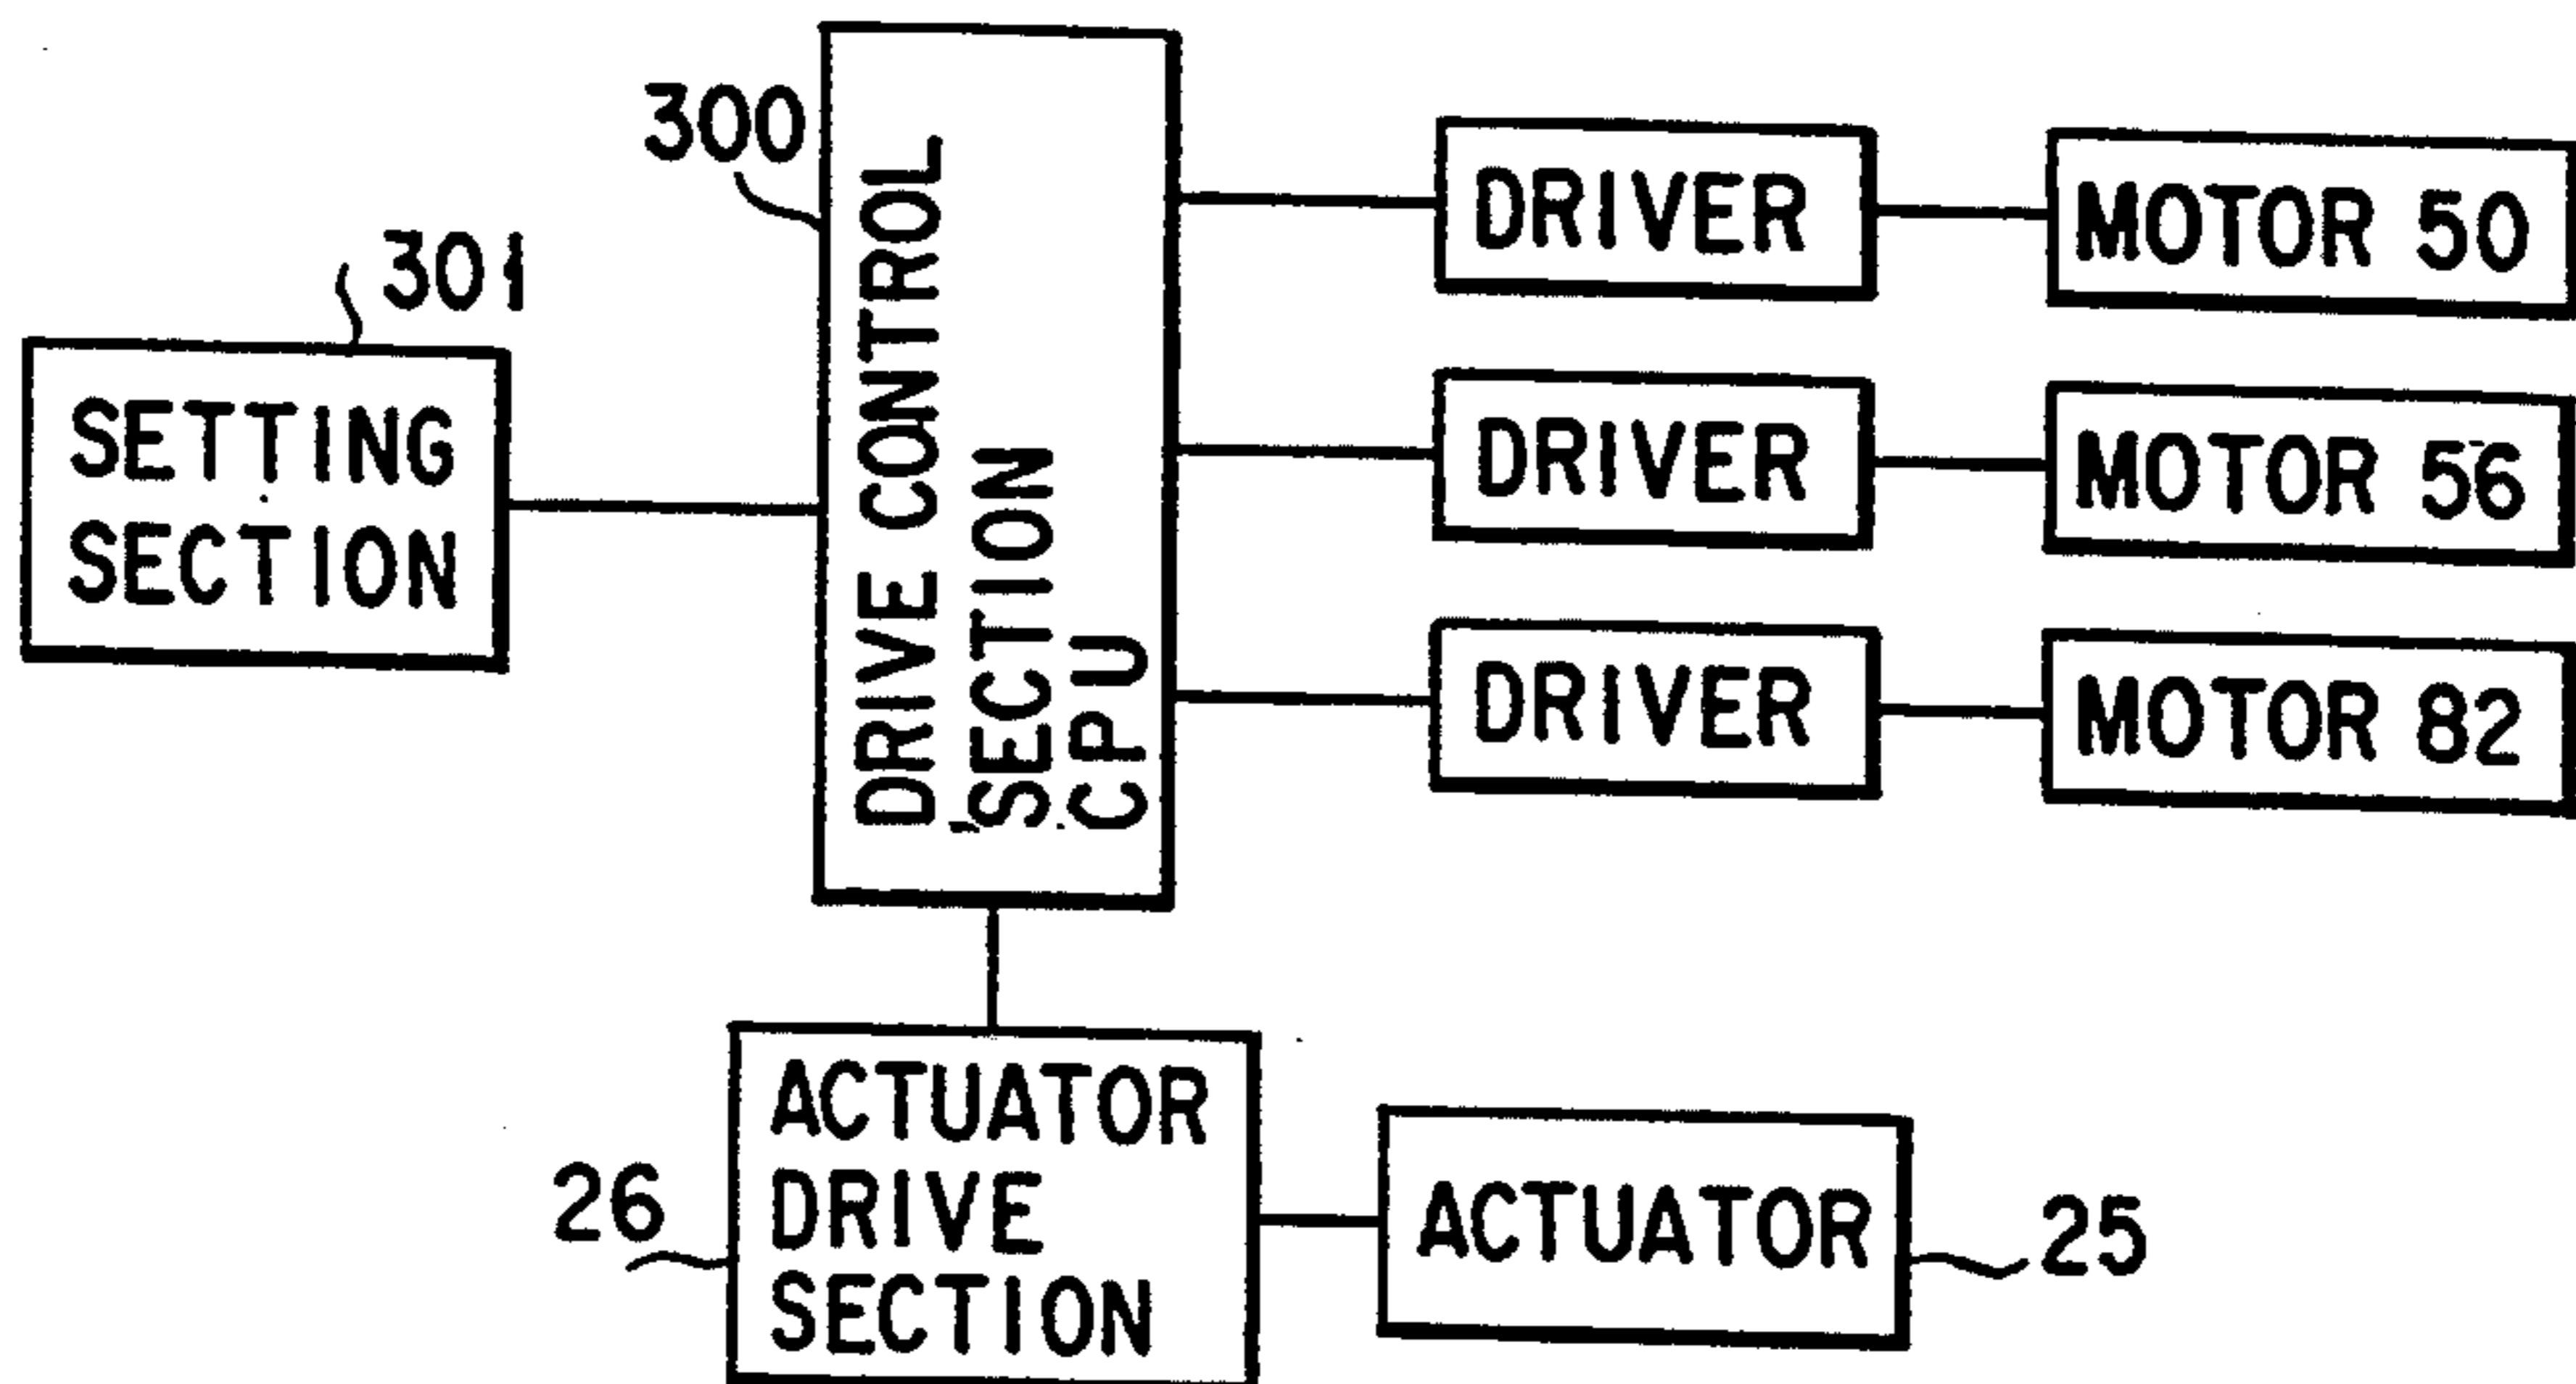 300
301
SETTING
SECTION
DRIVE CONTROL
SECTION
CPU
DRIVER
MOTOR 50
DRIVER
MOTOR 56
DRIVER
MOTOR 82
ACTUATOR
DRIVE
SECTION
26
ACTUATOR
25